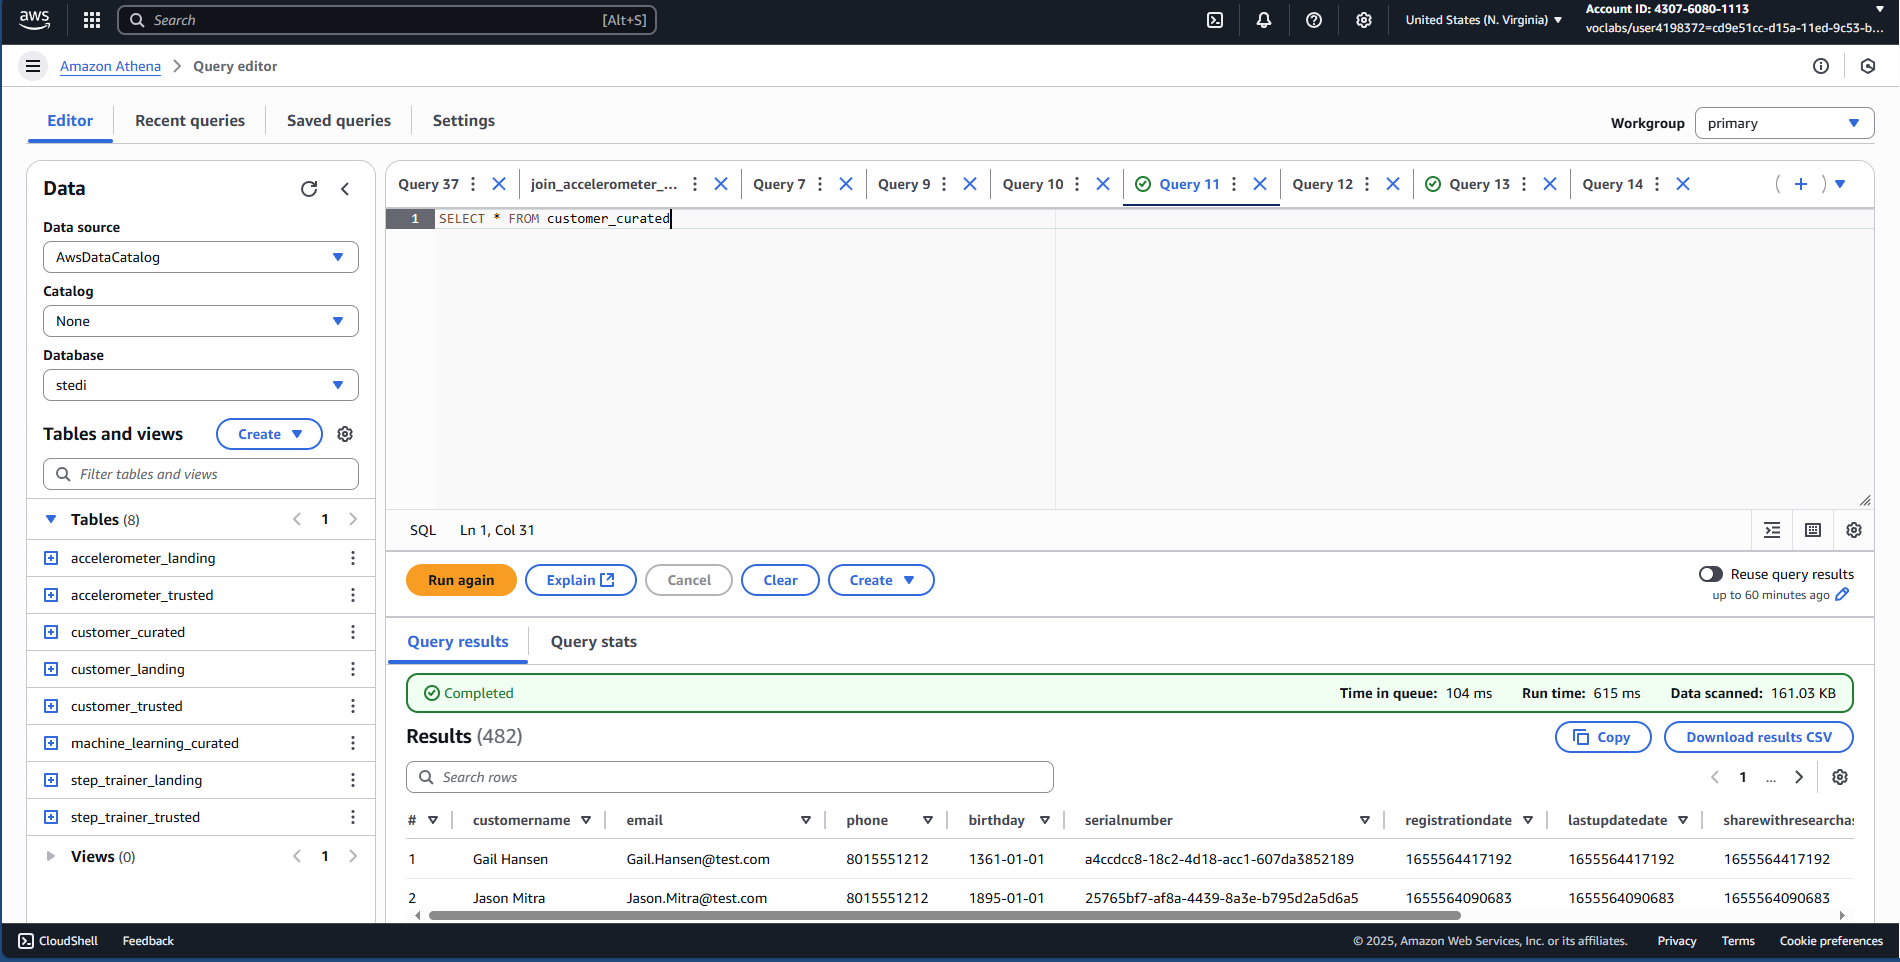 aws
Search [Alt+S]
United States (N. Virginia)
Account ID: 4307-6080-1113
voclabs/user4198372=cd9e51cc-d15a-11ed-9c53-b...
Amazon Athena > Query editor
Editor Recent queries Saved queries Settings
Workgroup primary
Data
Data source
AwsDataCatalog
Catalog
None
Database
stedi
Tables and views Create
Filter tables and views
Tables (8) 1
accelerometer_landing
accelerometer_trusted
customer_curated
customer_landing
customer_trusted
machine_learning_curated
step_trainer_landing
step_trainer_trusted
Views (0) 1
Query 37 join_accelerometer_... Query 7 Query 9 Query 10 Query 11 Query 12 Query 13 Query 14
1 SELECT * FROM customer_curated
SQL Ln 1, Col 31
Run again Explain Cancel Clear Create
Reuse query results
up to 60 minutes ago
Query results Query stats
Completed Time in queue: 104 ms Run time: 615 ms Data scanned: 161.03 KB
Results (482) Copy Download results CSV
Search rows 1 ...
# customername email phone birthday serialnumber registrationdate lastupdatedate sharewithresearchas
1 Gail Hansen Gail.Hansen@test.com 8015551212 1361-01-01 a4ccdcc8-18c2-4d18-acc1-607da3852189 1655564417192 1655564417192 1655564417192
2 Jason Mitra Jason.Mitra@test.com 8015551212 1895-01-01 25765bf7-af8a-4439-8a3e-b795d2a5d6a5 1655564090683 1655564090683 1655564090683
CloudShell Feedback © 2025, Amazon Web Services, Inc. or its affiliates. Privacy Terms Cookie preferences